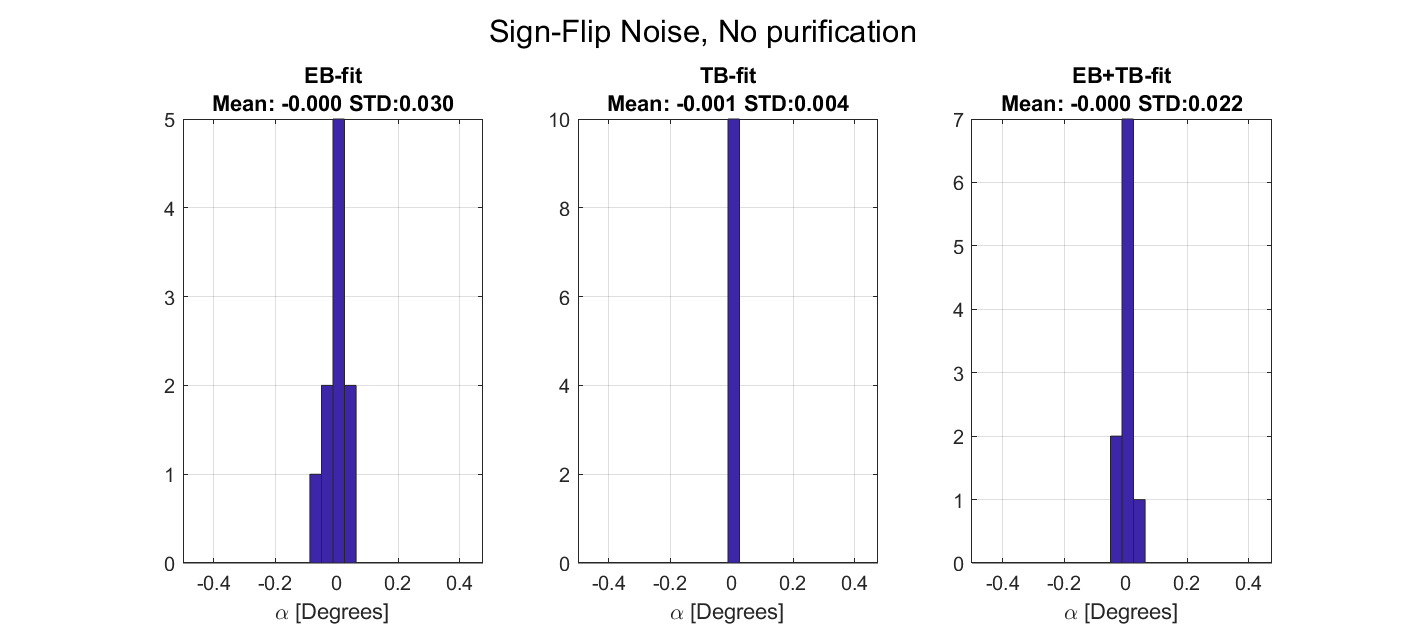 Sign-Flip Noise, No purification
EB-fit
Mean: -0.000 STD:0.030
5
4
3
2
1
0
-0.4 -0.2 0 0.2 0.4
α [Degrees]
TB-fit
Mean: -0.001 STD:0.004
10
8
6
4
2
0
-0.4 -0.2 0 0.2 0.4
α [Degrees]
EB+TB-fit
Mean: -0.000 STD:0.022
7
6
5
4
3
2
1
0
-0.4 -0.2 0 0.2 0.4
α [Degrees]